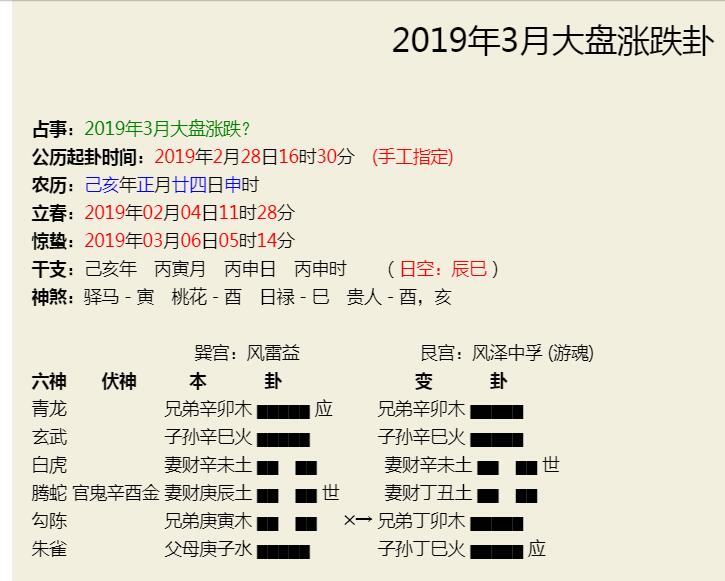 2019年3月大盘涨跌卦
占事：2019年3月大盘涨跌？
公历起卦时间：2019年2月28日16时30分 (手工指定)
农历：己亥年正月廿四日申时
立春：2019年02月04日11时28分
惊蛰：2019年03月06日05时14分
干支：己亥年 丙寅月 丙申日 丙申时 （日空：辰巳）
神煞：驿马－寅 桃花－酉 日禄－巳 贵人－酉，亥
巽宫：风雷益 艮宫：风泽中孚 (游魂)
六神 伏神 本 卦 变 卦
青龙 兄弟辛卯木 应 兄弟辛卯木
玄武 子孙辛巳火 子孙辛巳火
白虎 妻财辛未土 妻财辛未土 世
腾蛇 官鬼辛酉金 妻财庚辰土 世 妻财丁丑土
勾陈 兄弟庚寅木 ×→ 兄弟丁卯木
朱雀 父母庚子水 子孙丁巳火 应